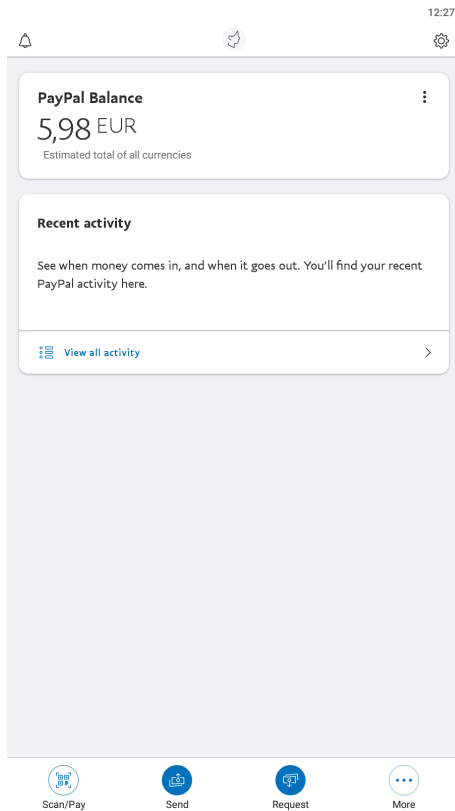 12:27
PayPal Balance
5,98 EUR
Estimated total of all currencies
Recent activity
See when money comes in, and when it goes out. You'll find your recent
PayPal activity here.
View all activity
Scan/Pay
Send
Request
More